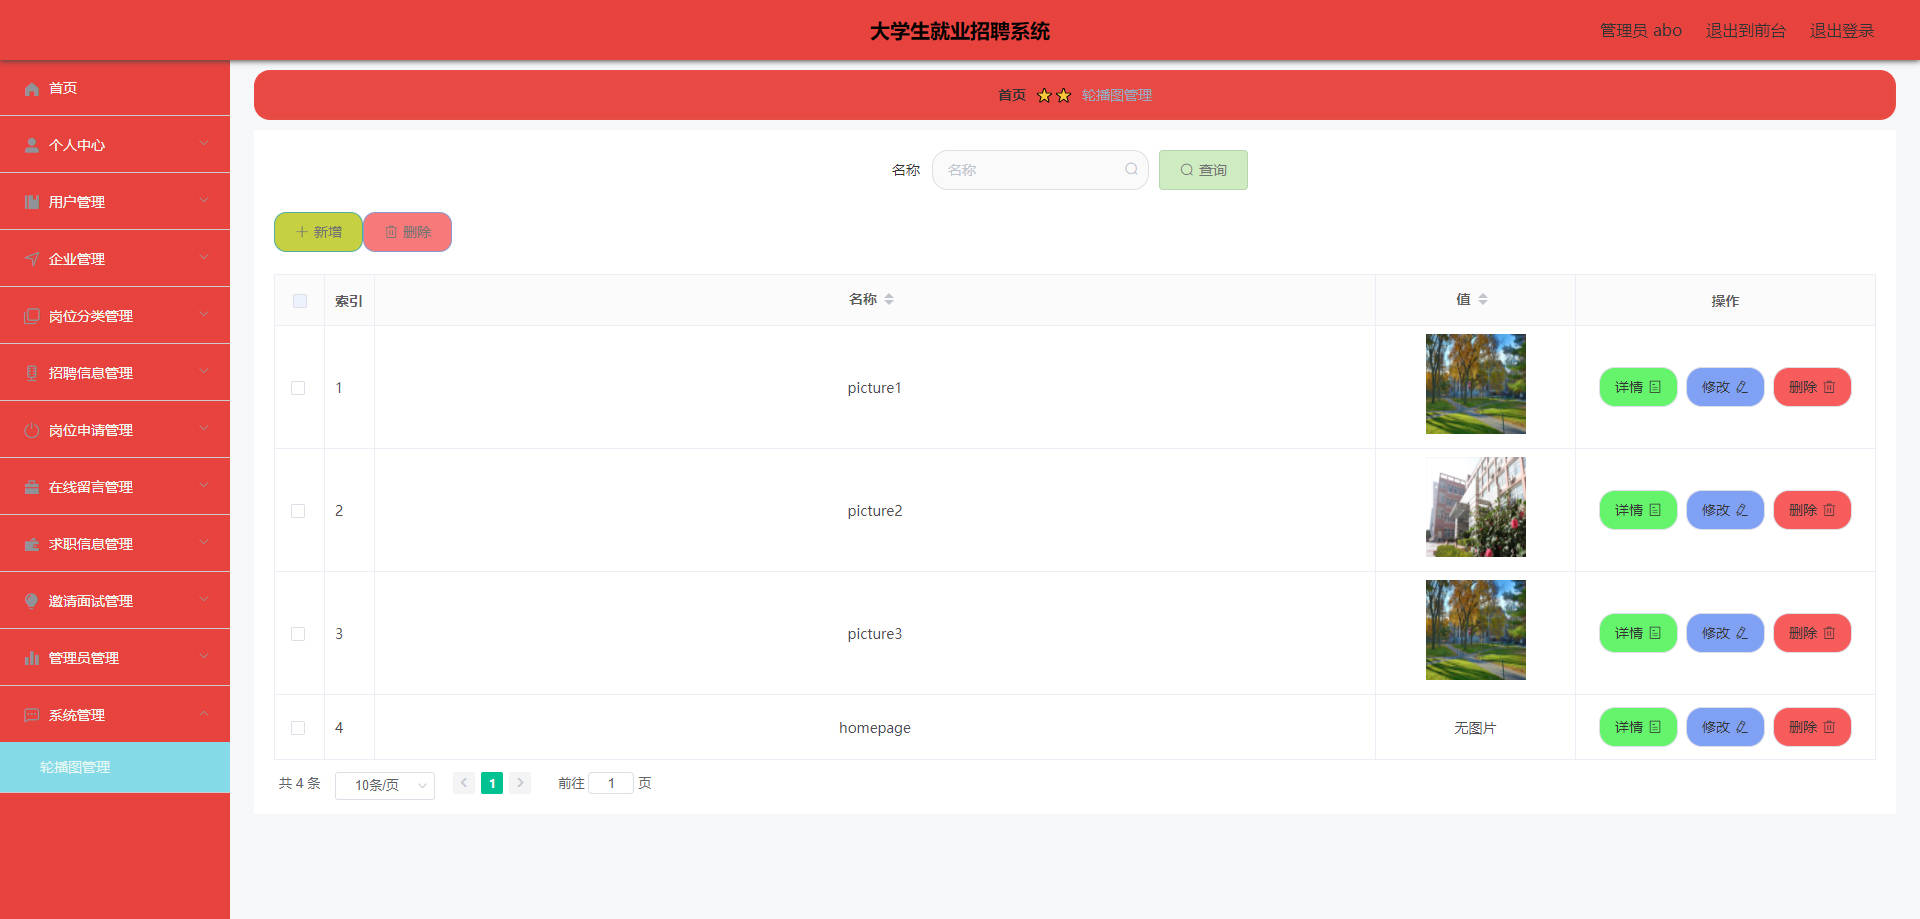 大学生就业招聘系统
管理员 abo 退出到前台 退出登录
首页
个人中心
用户管理
企业管理
岗位分类管理
招聘信息管理
岗位申请管理
在线留言管理
求职信息管理
邀请面试管理
管理员管理
系统管理
轮播图管理
首页 轮播图管理
名称 名称 查询
新增 删除
索引 名称 值 操作
1 picture1 详情 修改 删除
2 picture2 详情 修改 删除
3 picture3 详情 修改 删除
4 homepage 无图片 详情 修改 删除
共 4 条 10条/页 1 前往 1 页